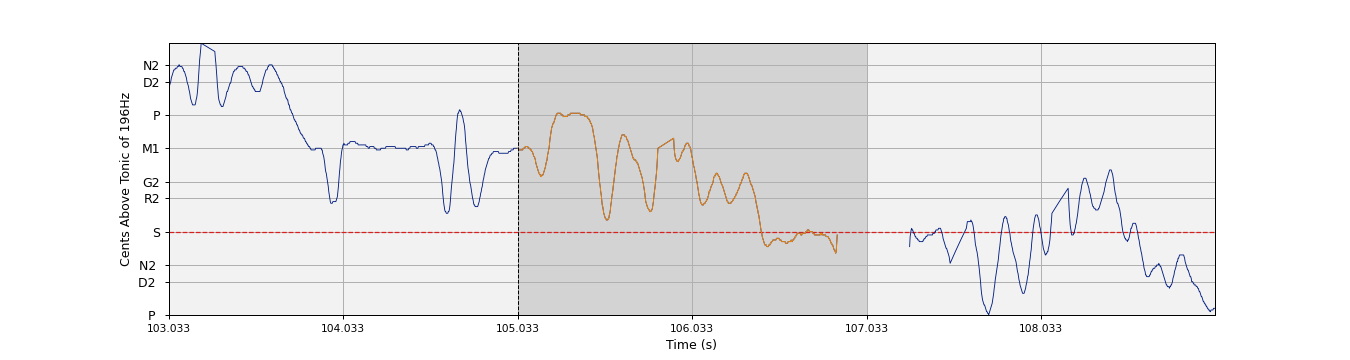 Cents Above Tonic of 196Hz
N2
D2
P
M1
G2
R2
S
N2
D2
P
103.033 104.033 105.033 106.033 107.033 108.033
Time (s)